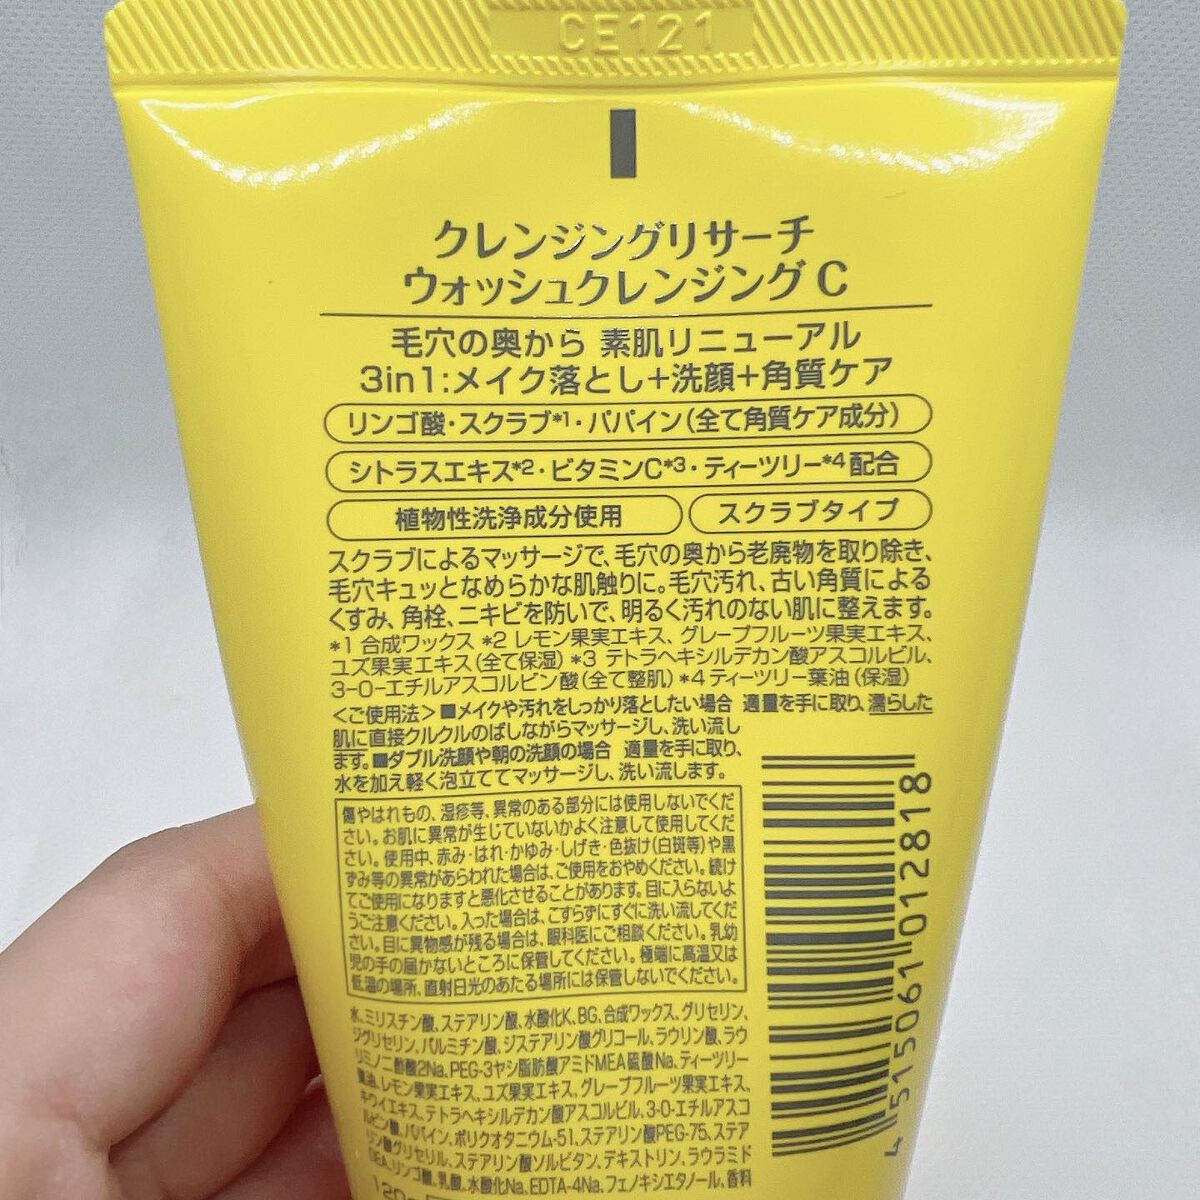 CE121
クレンジングリサーチ
ウォッシュクレンジングC
毛穴の奥から 素肌リニューアル
3in1:メイク落とし+洗顔+角質ケア
リンゴ酸・スクラブ*1・パパイン(全て角質ケア成分)
シトラスエキス*2・ビタミンC*3・ティーツリー*4配合
植物性洗浄成分使用 スクラブタイプ
スクラブによるマッサージで、毛穴の奥から老廃物を取り除き、
毛穴キュッとなめらかな肌触りに。毛穴汚れ、古い角質による
くすみ、角栓、ニキビを防いで、明るく汚れのない肌に整えます。
*1 合成ワックス *2 レモン果実エキス、グレープフルーツ果実エキス、
ユズ果実エキス(全て保湿) *3 テトラヘキシルデカン酸アスコルビル、
3-O-エチルアスコルビン酸(全て整肌) *4 ティーツリー葉油(保湿)
<ご使用法> ■メイクや汚れをしっかり落としたい場合 適量を手に取り、濡らした
肌に直接クルクルのばしながらマッサージし、洗い流し
ます。■ダブル洗顔や朝の洗顔の場合 適量を手に取り、
水を加え軽く泡立ててマッサージし、洗い流します。
傷やはれもの、湿疹等、異常のある部分には使用しないでくだ
さい。お肌に異常が生じていないかよく注意して使用してくだ
さい。使用中、赤み・はれ・かゆみ・しげき・色抜け(白斑等)や黒
ずみ等の異常があらわれた場合は、ご使用をおやめください。続け
てご使用になりますと悪化させることがあります。目に入らないよ
うご注意ください。入った場合は、こすらずにすぐに洗い流してくだ
さい。目に異物感が残る場合は、眼科医にご相談ください。乳幼
児の手の届かないところに保管してください。極端に高温又は
低温の場所、直射日光のあたる場所には保管しないでください。
水、ミリスチン酸、ステアリン酸、水酸化K、BG、合成ワックス、グリセリン、
ジグリセリン、パルミチン酸、ジステアリン酸グリコール、ラウリン酸、ラウ
リミノ二酢酸2Na、PEG-3ヤシ脂肪酸アミドMEA硫酸Na、ティーツリー
葉油、レモン果実エキス、ユズ果実エキス、グレープフルーツ果実エキス、
キウイエキス、テトラヘキシルデカン酸アスコルビル、3-O-エチルアスコ
ルビン酸、パパイン、ポリクオタニウム-51、ステアリン酸PEG-75、ステア
リン酸グリセリル、ステアリン酸ソルビタン、デキストリン、ラウラミド
DEA、リンゴ酸、乳酸、水酸化Na、EDTA-4Na、フェノキシエタノール、香料
120g
4 515061 012818